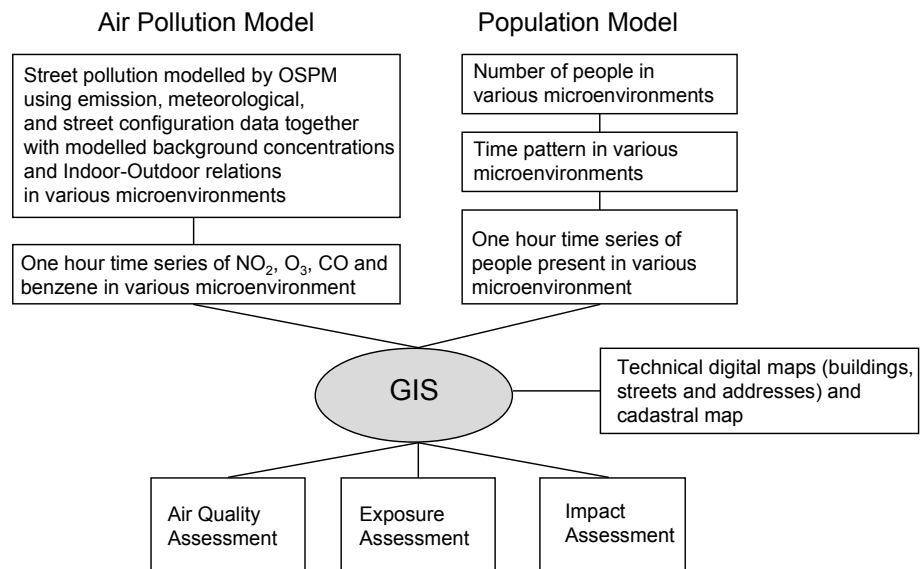 Air Pollution Model
Population Model
Street pollution modelled by OSPM
using emission, meteorological,
and street configuration data together
with modelled background concentrations
and Indoor-Outdoor relations
in various microenvironments
Number of people in
various microenvironments
Time pattern in various
microenvironments
One hour time series of NO₂, O₃, CO and
benzene in various microenvironment
One hour time series of
people present in various
microenvironment
GIS
Technical digital maps (buildings,
streets and addresses) and
cadastral map
Air Quality
Assessment
Exposure
Assessment
Impact
Assessment